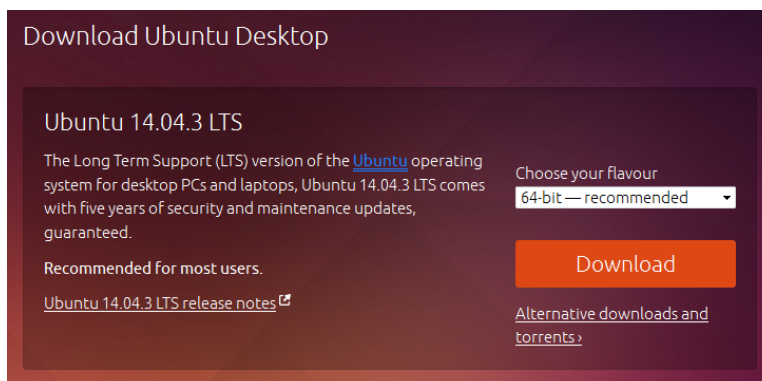 Download Ubuntu Desktop
Ubuntu 14.04.3 LTS
The Long Term Support (LTS) version of the Ubuntu operating
system for desktop PCs and laptops, Ubuntu 14.04.3 LTS comes
with five years of security and maintenance updates,
guaranteed.
Recommended for most users.
Ubuntu 14.04.3 LTS release notes
Choose your flavour
64-bit — recommended
Download
Alternative downloads and
torrents ›